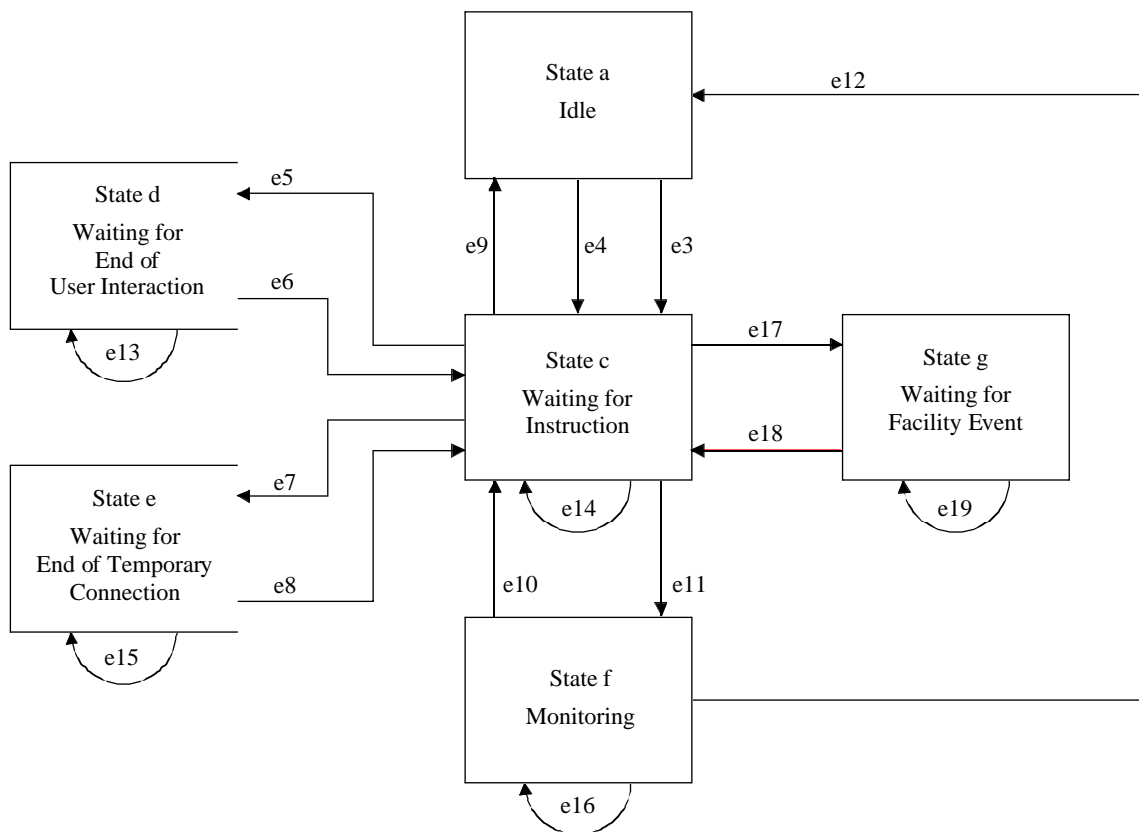 State a
Idle
e12
State d
Waiting for
End of
User Interaction
e5
e6
e13
e9
e4
e3
State c
Waiting for
Instruction
e17
e18
State g
Waiting for
Facility Event
e19
e14
e7
e8
State e
Waiting for
End of Temporary
Connection
e15
e10
e11
State f
Monitoring
e16